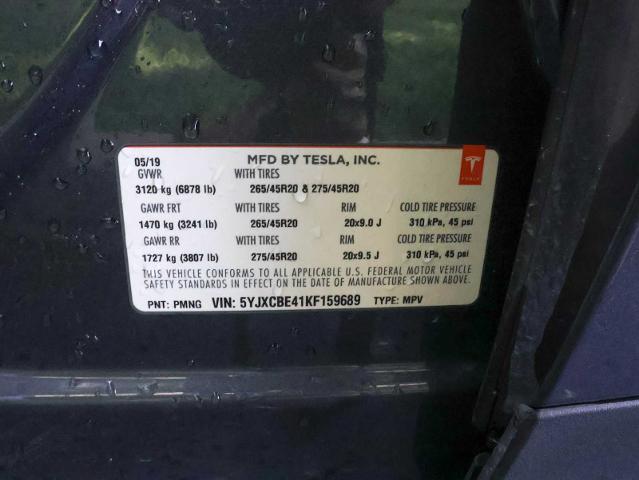 05/19 MFD BY TESLA, INC.
GVWR WITH TIRES
3120 kg (6878 lb) 265/45R20 & 275/45R20
GAWR FRT WITH TIRES RIM COLD TIRE PRESSURE
1470 kg (3241 lb) 265/45R20 20x9.0 J 310 kPa, 45 psi
GAWR RR WITH TIRES RIM COLD TIRE PRESSURE
1727 kg (3807 lb) 275/45R20 20x9.5 J 310 kPa, 45 psi
THIS VEHICLE CONFORMS TO ALL APPLICABLE U.S. FEDERAL MOTOR VEHICLE
SAFETY STANDARDS IN EFFECT ON THE DATE OF MANUFACTURE SHOWN ABOVE.
PNT: PMNG VIN: 5YJXCBE41KF159689 TYPE: MPV
TESLA